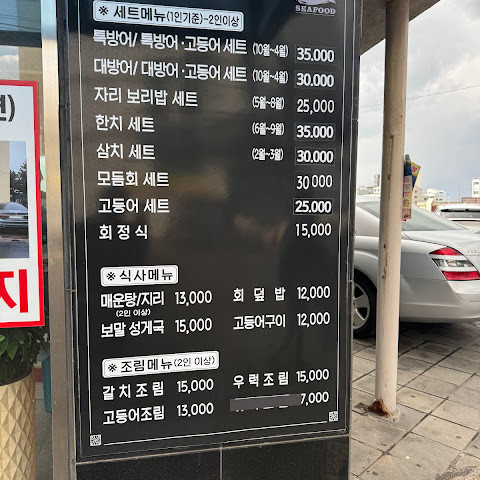 SEAFOOD
※ 세트메뉴(1인기준)-2인이상
특방어/ 특방어 ·고등어 세트 (10월~4월) 35.000
대방어/ 대방어 ·고등어 세트 (10월~4월) 30.000
자리 보리밥 세트 (5월~8월) 25,000
한치 세트 (6월~9월) 35.000
삼치 세트 (2월~3월) 30.000
모듬회 세트 30,000
고등어 세트 25.000
회 정 식 15,000
※ 식사메뉴
매운탕/지리 13,000 회 덮 밥 12,000
(2인 이상)
보말 성게국 15,000 고등어구이 12,000
※ 조림메뉴(2인 이상)
갈 치 조 림 15,000 우 럭 조 림 15,000
고등어조림 13,000 7,000
지